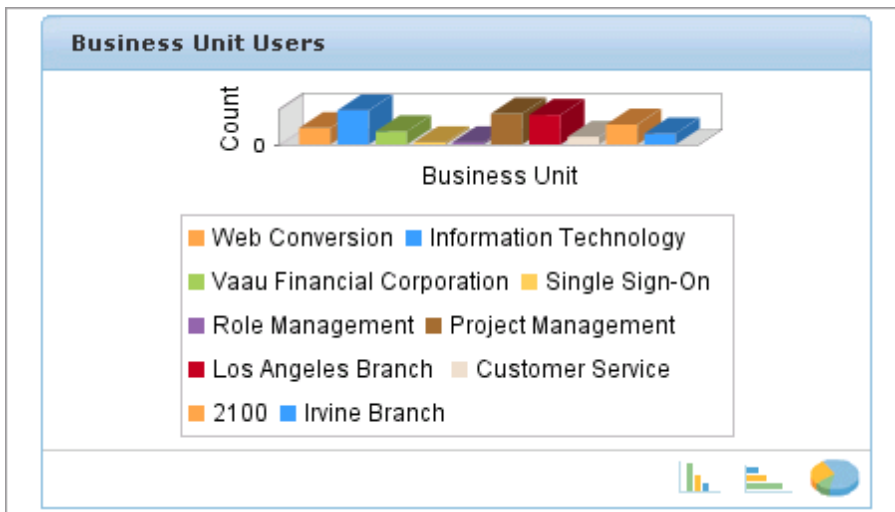 Business Unit Users
Count
0
Business Unit
Web Conversion Information Technology
Vaau Financial Corporation Single Sign-On
Role Management Project Management
Los Angeles Branch Customer Service
2100 Irvine Branch